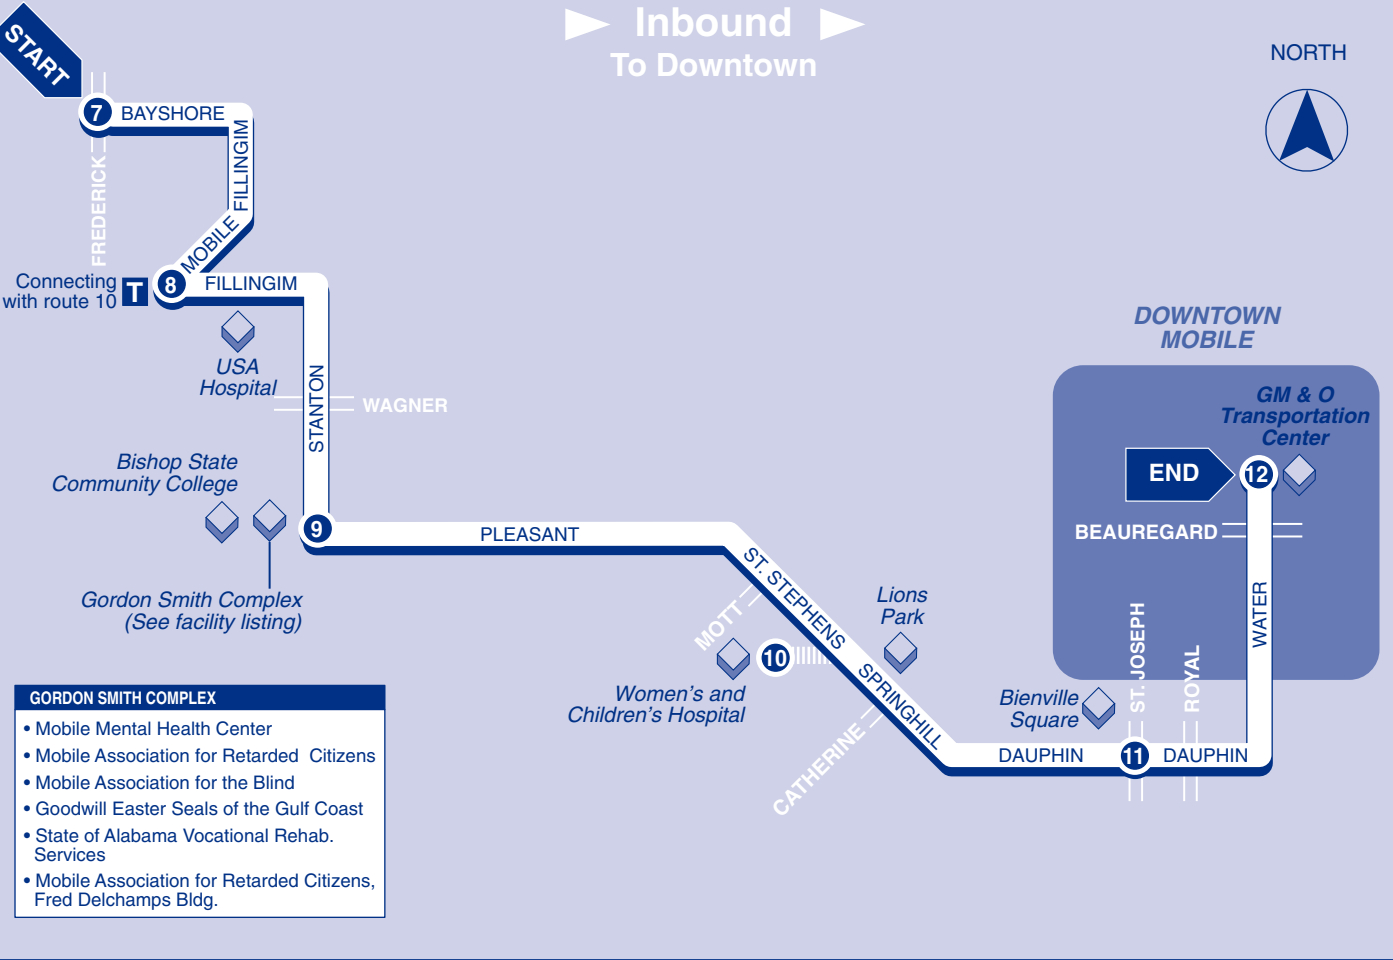 Inbound
To Downtown
NORTH
START
7
BAYSHORE
FILLINGIM
FREDERICK
MOBILE
Connecting
with route 10
T
8
FILLINGIM
USA
Hospital
STANTON
WAGNER
Bishop State
Community College
9
PLEASANT
Gordon Smith Complex
(See facility listing)
ST. STEPHENS
MOTT
10
Women's and
Children's Hospital
Lions
Park
SPRINGHILL
CATHERINE
Bienville
Square
DAUPHIN
11
DAUPHIN
ST. JOSEPH
ROYAL
WATER
DOWNTOWN
MOBILE
GM & O
Transportation
Center
END
12
BEAUREGARD
GORDON SMITH COMPLEX
• Mobile Mental Health Center
• Mobile Association for Retarded Citizens
• Mobile Association for the Blind
• Goodwill Easter Seals of the Gulf Coast
• State of Alabama Vocational Rehab.
Services
• Mobile Association for Retarded Citizens,
Fred Delchamps Bldg.